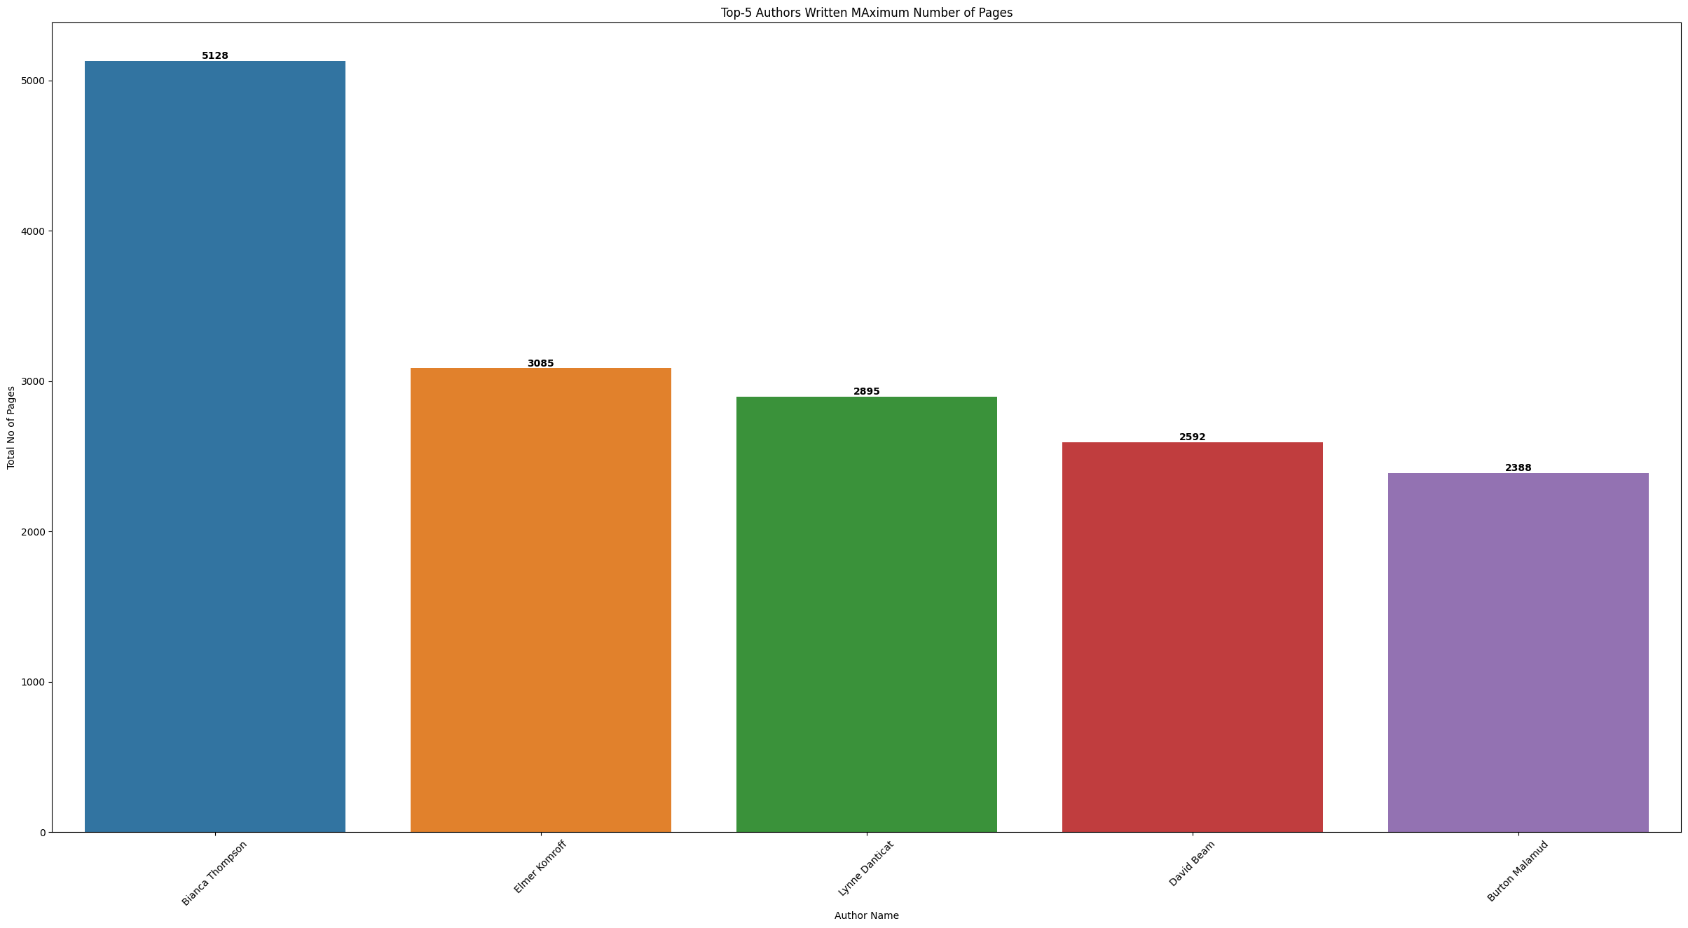 Top-5 Authors Written MAximum Number of Pages
Total No of Pages
5000
4000
3000
2000
1000
0
5128
3085
2895
2592
2388
Bianca Thompson
Elmer Komroff
Lynne Danticat
David Beam
Burton Malamud
Author Name